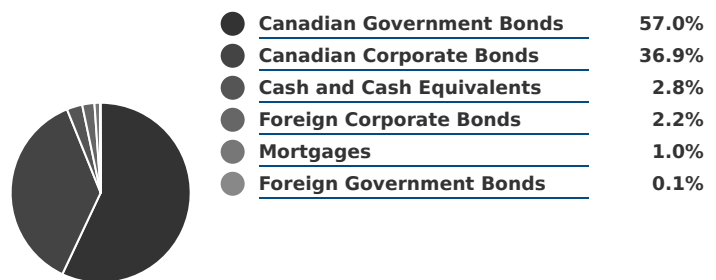 Canadian Government Bonds 57.0%
Canadian Corporate Bonds 36.9%
Cash and Cash Equivalents 2.8%
Foreign Corporate Bonds 2.2%
Mortgages 1.0%
Foreign Government Bonds 0.1%